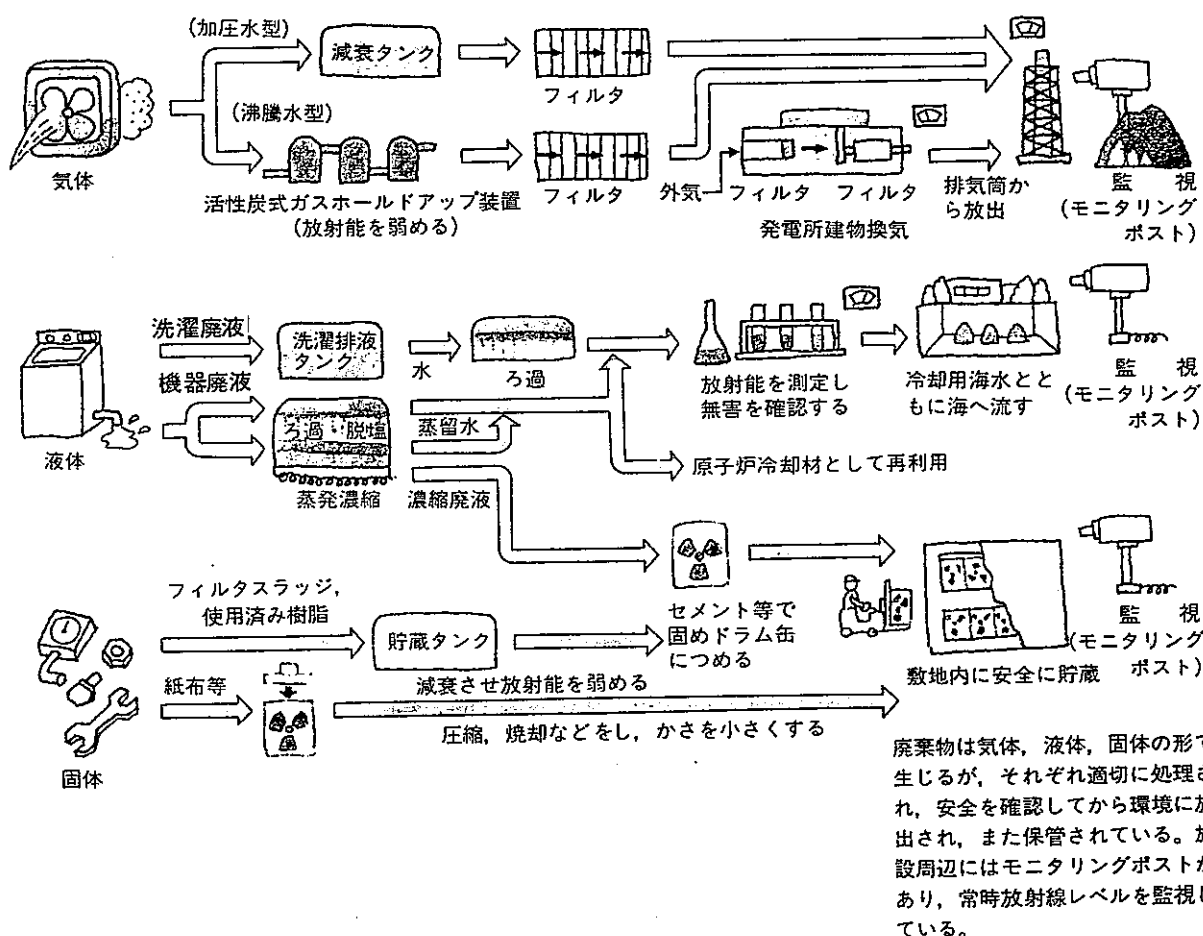 (加圧水型)
減衰タンク
フィルタ
(沸騰水型)
気体
活性炭式ガスホールドアップ装置
(放射能を弱める)
フィルタ
外気
フィルタ
フィルタ
発電所建物換気
排気筒か
ら放出
監視
(モニタリング
ポスト)
洗濯廃液
洗濯排液
タンク
水
ろ過
機器廃液
ろ過・脱塩
蒸留水
蒸発濃縮
濃縮廃液
液体
放射能を測定し
無害を確認する
冷却用海水とと
もに海へ流す
監視
(モニタリング
ポスト)
原子炉冷却材として再利用
フィルタスラッジ,
使用済み樹脂
貯蔵タンク
減衰させ放射能を弱める
セメント等で
固めドラム缶
につめる
紙布等
圧縮,焼却などをし,かさを小さくする
固体
敷地内に安全に貯蔵
監視
(モニタリング
ポスト)
廃棄物は気体,液体,固体の形で
生じるが,それぞれ適切に処理さ
れ,安全を確認してから環境に放
出され,また保管されている。施
設周辺にはモニタリングポストが
あり,常時放射線レベルを監視し
ている。